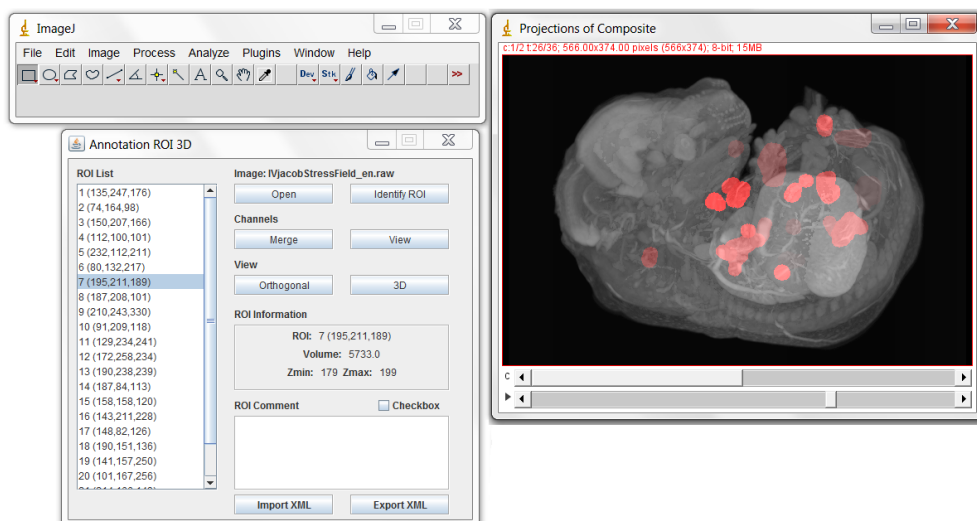 ImageJ
File Edit Image Process Analyze Plugins Window Help
A Dev Stk >>
Annotation ROI 3D
ROI List
1 (135,247,176)
2 (74,164,98)
3 (150,207,166)
4 (112,100,101)
5 (232,112,211)
6 (80,132,217)
7 (195,211,189)
8 (187,208,101)
9 (210,243,330)
10 (91,209,118)
11 (129,234,241)
12 (172,258,234)
13 (190,238,239)
14 (187,84,113)
15 (158,158,120)
16 (143,211,228)
17 (148,82,126)
18 (190,151,136)
19 (141,157,250)
20 (101,167,256)
Image: IVjacobStressField_en.raw
Open Identify ROI
Channels
Merge View
View
Orthogonal 3D
ROI Information
ROI: 7 (195,211,189)
Volume: 5733.0
Zmin: 179 Zmax: 199
ROI Comment Checkbox
Import XML Export XML
Projections of Composite
c:1/2 t:26/36; 566.00x374.00 pixels (566x374); 8-bit; 15MB
c